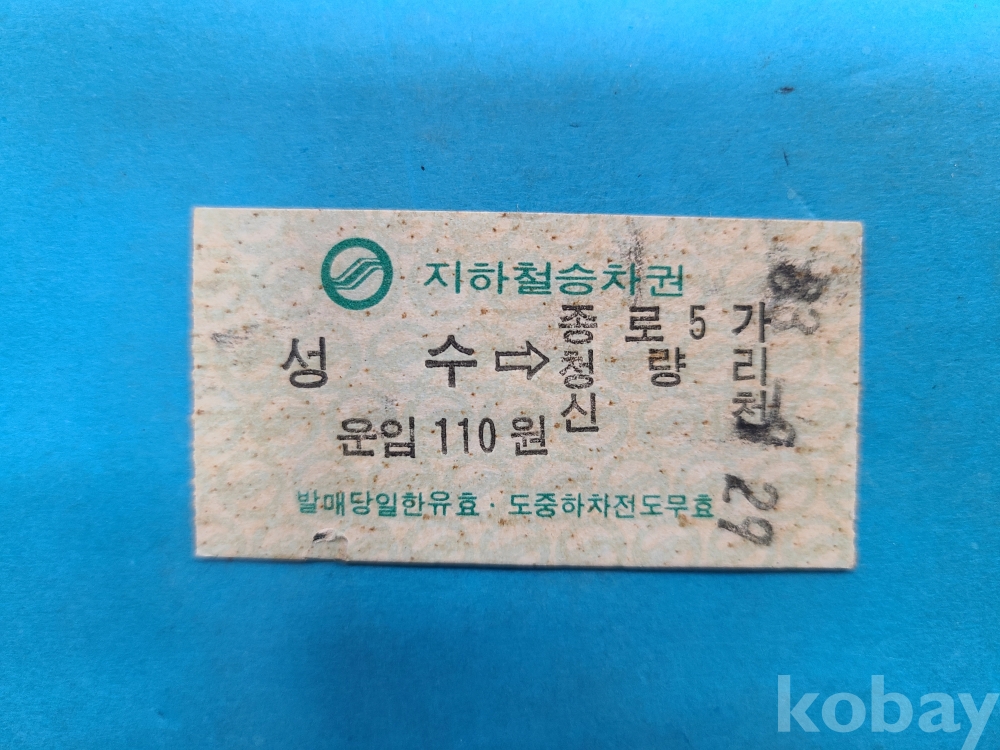 지하철승차권
종로5가
성수⇨청량리
신천
운임 110원
발매당일한유효·도중하차전도무효
29
kobay